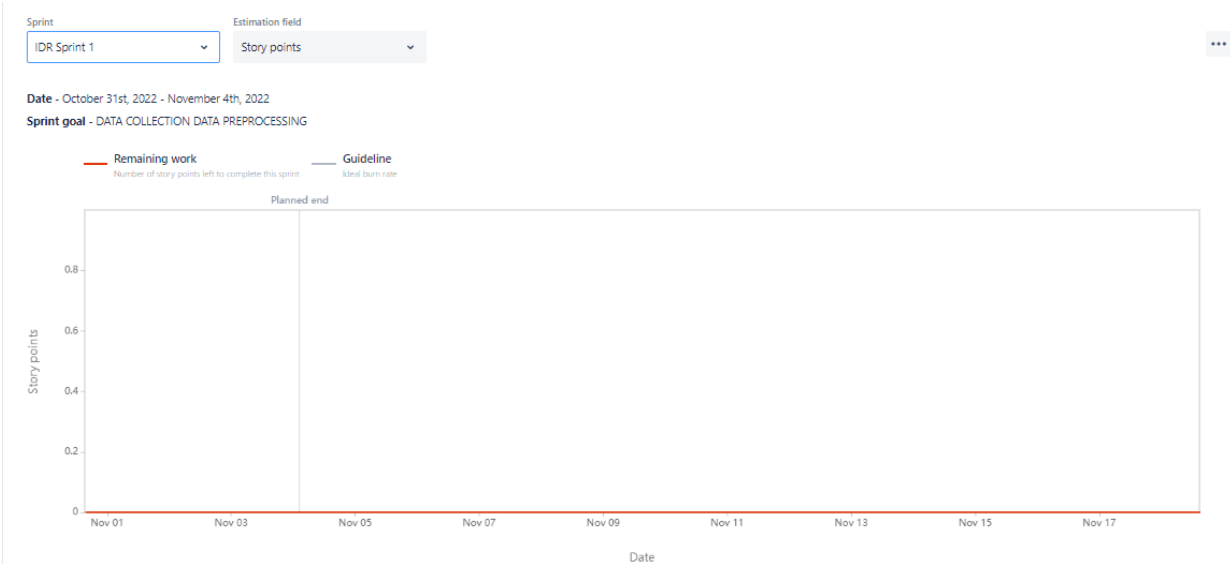 Sprint Estimation field
IDR Sprint 1 Story points
Date - October 31st, 2022 - November 4th, 2022
Sprint goal - DATA COLLECTION DATA PREPROCESSING
Remaining work Guideline
Number of story points left to complete this sprint Ideal burn rate
Planned end
0.8
0.6
0.4
0.2
0
Story points
Nov 01 Nov 03 Nov 05 Nov 07 Nov 09 Nov 11 Nov 13 Nov 15 Nov 17
Date